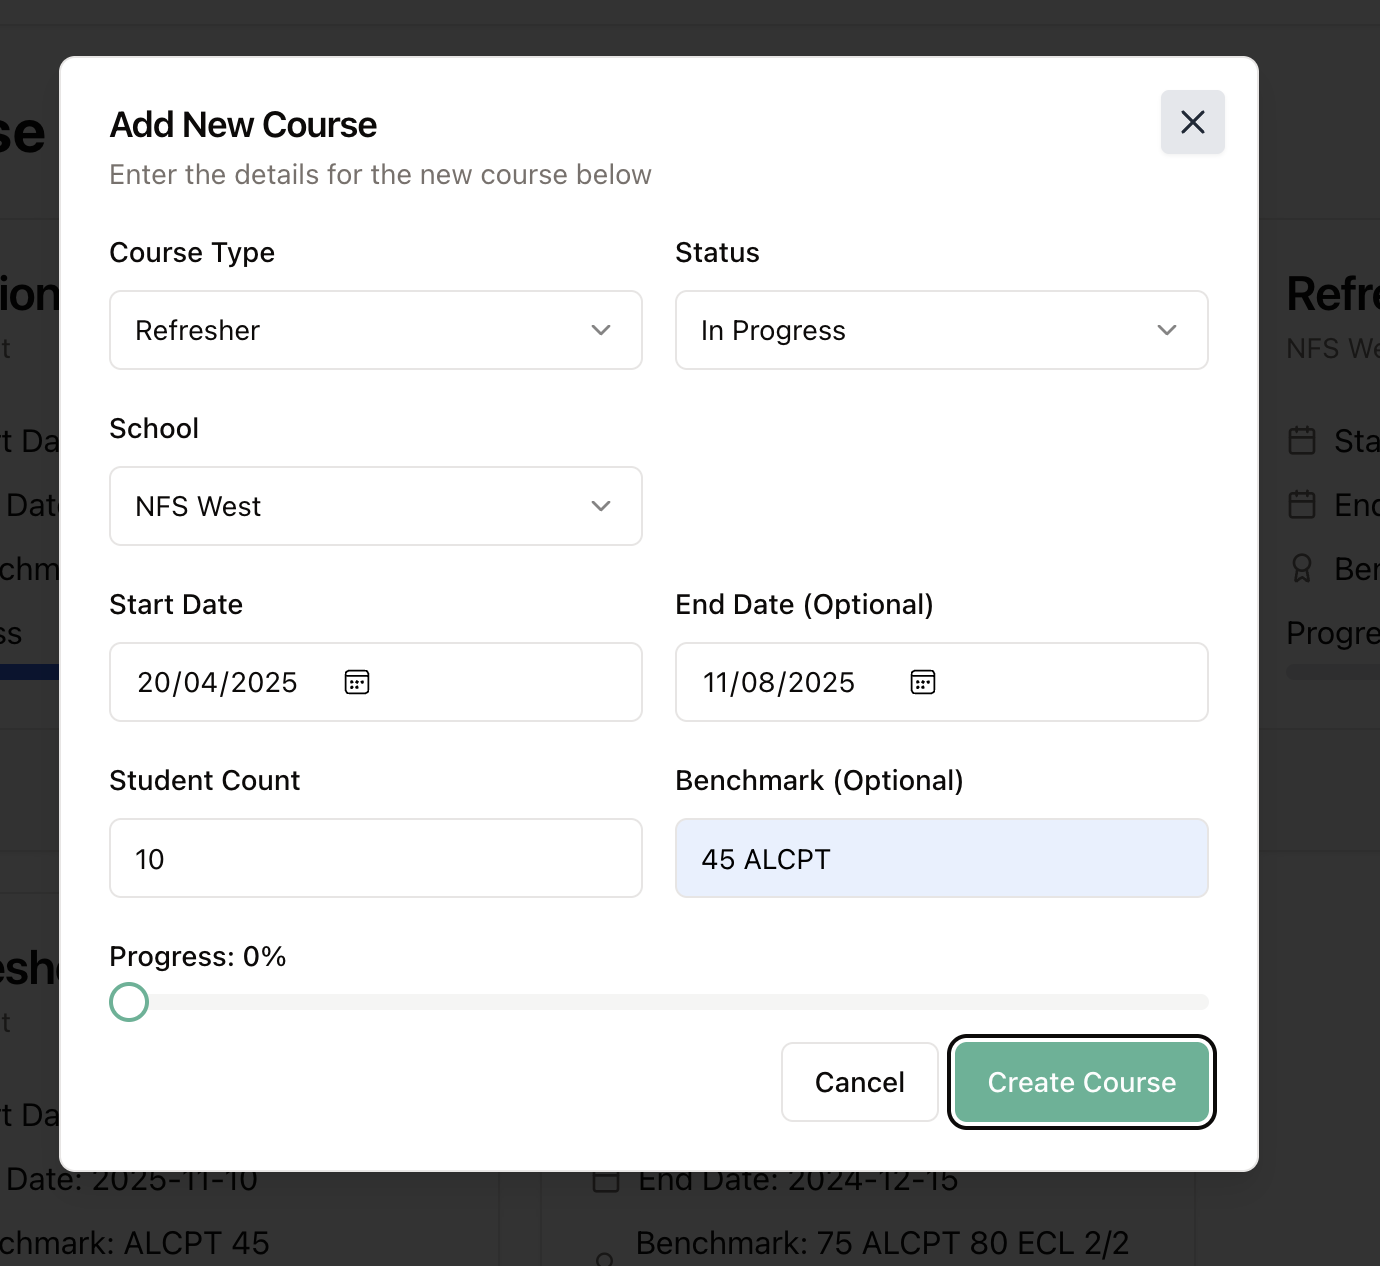 Add New Course
Enter the details for the new course below
Course Type
Status
Refresher
In Progress
School
NFS West
Start Date
End Date (Optional)
20/04/2025
11/08/2025
Student Count
Benchmark (Optional)
10
45 ALCPT
Progress: 0%
Cancel
Create Course
se
ion
Refre
t
NFS We
t Da
Sta
Date
End
chm
Ben
ss
Progre
esh
t
t Da
Date: 2025-11-10
End Date: 2024-12-15
chmark: ALCPT 45
Benchmark: 75 ALCPT 80 ECL 2/2